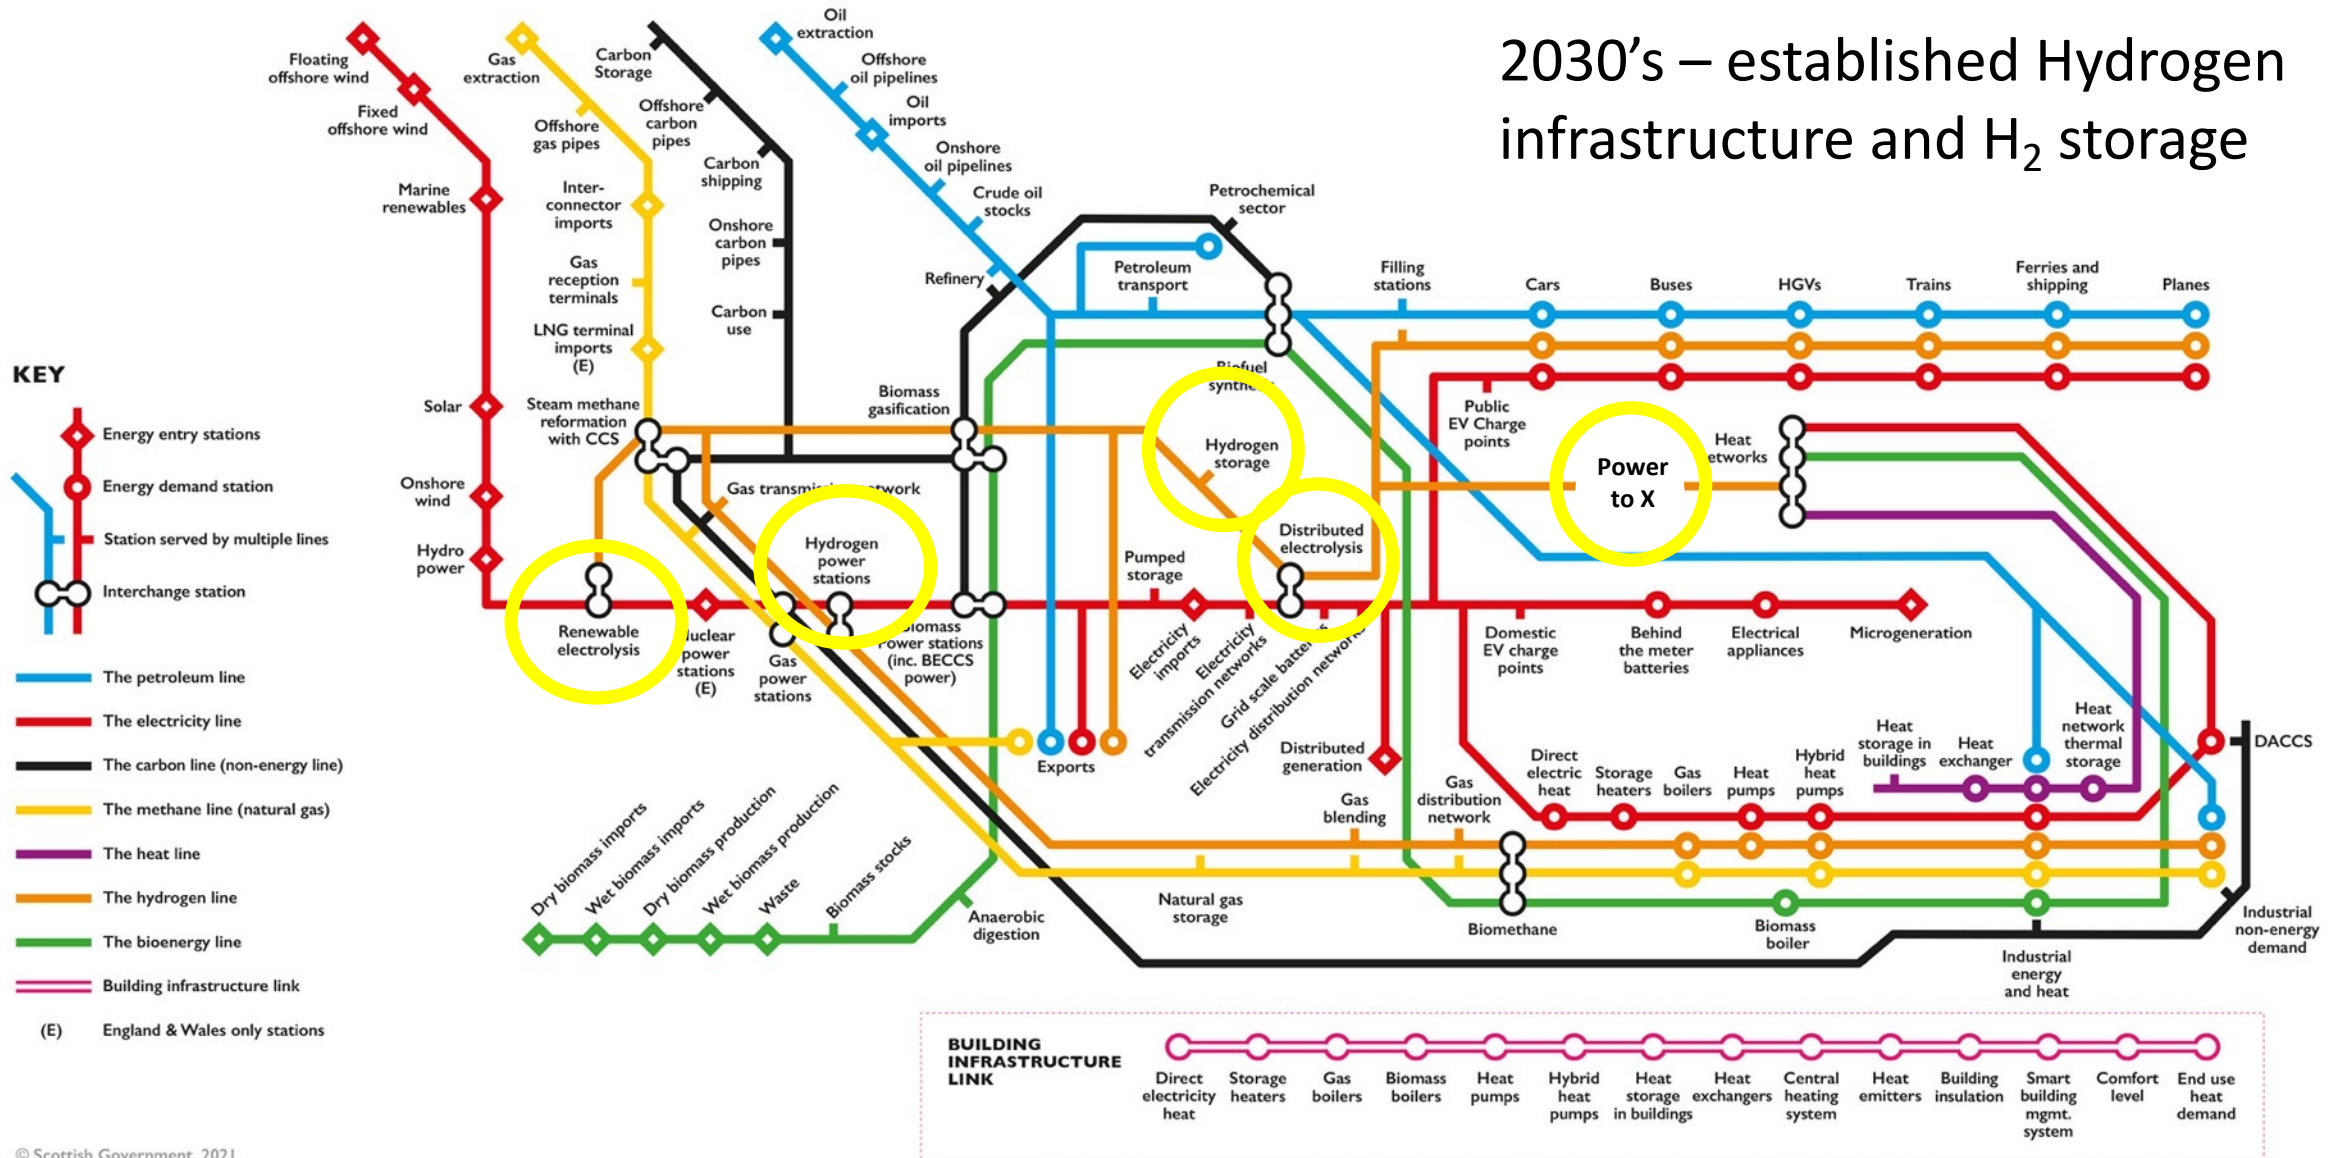 2030's – established Hydrogen
infrastructure and H₂ storage
Floating
offshore wind
Fixed
offshore wind
Marine
renewables
Solar
Onshore
wind
Hydro
power
Gas
extraction
Offshore
gas pipes
Inter-
connector
imports
Gas
reception
terminals
LNG terminal
imports
(E)
Steam methane
reformation
with CCS
Carbon
Storage
Offshore
carbon
pipes
Carbon
shipping
Onshore
carbon
pipes
Carbon
use
Oil
extraction
Offshore
oil pipelines
Oil
imports
Onshore
oil pipelines
Crude oil
stocks
Refinery
Petrochemical
sector
Petroleum
transport
Biofuel
Biomass
gasification
Filling
stations
Cars
Buses
HGVs
Trains
Ferries and
shipping
Planes
Public
EV Charge
points
Power
to X
Heat
Hydrogen
storage
Distributed
electrolysis
Gas
Hydrogen
power
stations
Renewable
electrolysis
power
stations
(E)
Gas
power
stations
(inc. BECCS
power)
Pumped
storage
Electricity
imports
Electricity
transmission networks
Grid scale
Electricity distribution
Domestic
EV charge
points
Behind
the meter
batteries
Electrical
appliances
Microgeneration
Exports
Distributed
generation
Gas
blending
Gas
distribution
network
Direct
electric
heat
Storage
heaters
Gas
boilers
Heat
pumps
Hybrid
heat
pumps
Heat
storage in
buildings
Heat
exchanger
Heat
network
thermal
storage
DACCS
Dry biomass imports
Wet biomass imports
Dry biomass production
Wet biomass production
Waste
Biomass stocks
Anaerobic
digestion
Natural gas
storage
Biomethane
Biomass
boiler
Industrial
energy
and heat
Industrial
non-energy
demand
KEY
Energy entry stations
Energy demand station
Station served by multiple lines
Interchange station
The petroleum line
The electricity line
The carbon line (non-energy line)
The methane line (natural gas)
The heat line
The hydrogen line
The bioenergy line
Building infrastructure link
(E) England & Wales only stations
BUILDING
INFRASTRUCTURE
LINK
Direct
electricity
heat
Storage
heaters
Gas
boilers
Biomass
boilers
Heat
pumps
Hybrid
heat
pumps
Heat
storage
in buildings
Heat
exchangers
Central
heating
system
Heat
emitters
Building
insulation
Smart
building
mgmt.
system
Comfort
level
End use
heat
demand
© Scottish Government, 2021